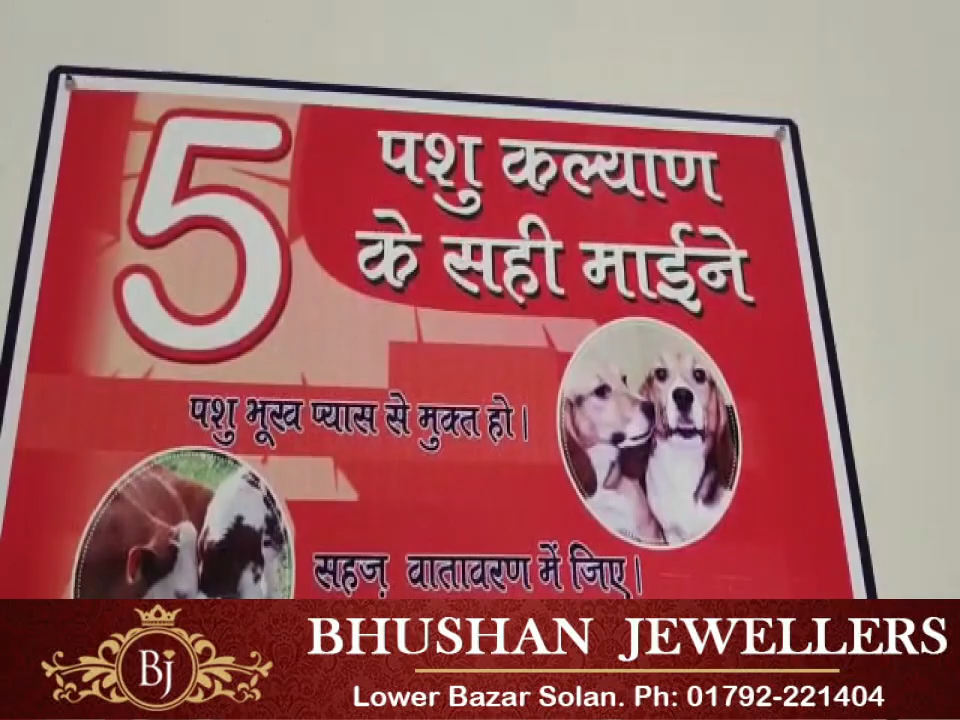 5
पशु कल्याण
के सही माईने
पशु भूख प्यास से मुक्त हो।
सहज़ वातावरण में जिए।
BJ
BHUSHAN JEWELLERS
Lower Bazar Solan. Ph: 01792-221404